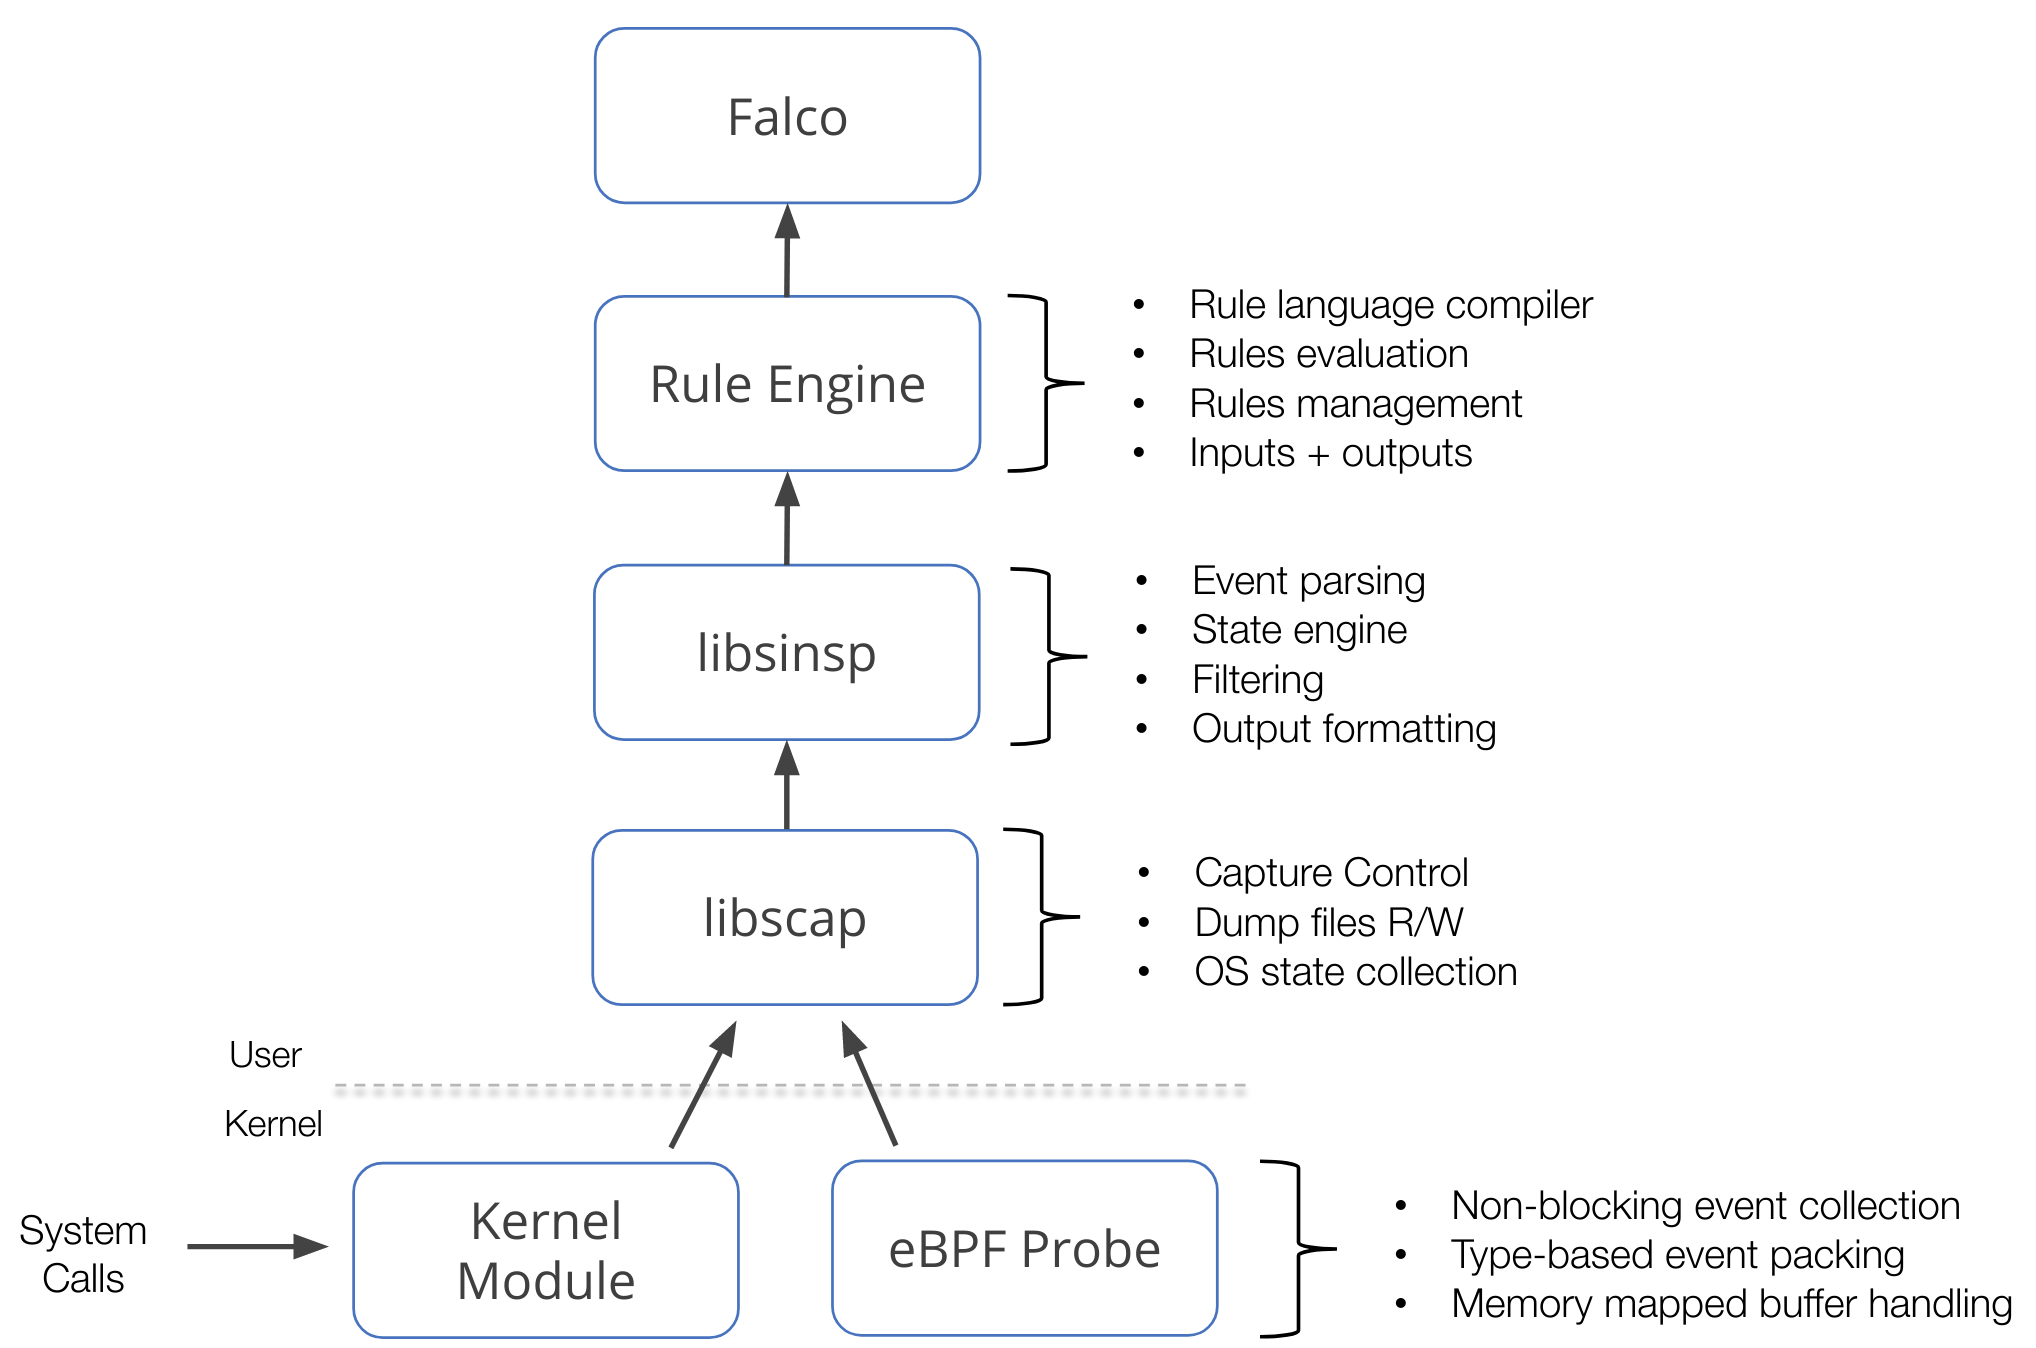 Falco
Rule Engine
• Rule language compiler
• Rules evaluation
• Rules management
• Inputs + outputs
libsinsp
• Event parsing
• State engine
• Filtering
• Output formatting
libscap
• Capture Control
• Dump files R/W
• OS state collection
User
Kernel
System
Calls
Kernel
Module
eBPF Probe
• Non-blocking event collection
• Type-based event packing
• Memory mapped buffer handling